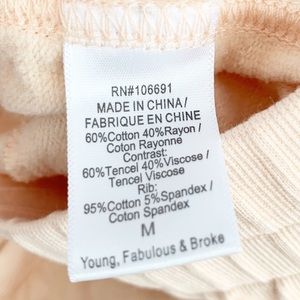 RN#106691
MADE IN CHINA/
FABRIQUE EN CHINE
60%Cotton 40%Rayon/
Coton Rayonne
Contrast:
60%Tencel 40%Viscose/
Tencel Viscose
Rib:
95%Cotton 5%Spandex/
Coton Spandex
M
Young, Fabulous & Broke